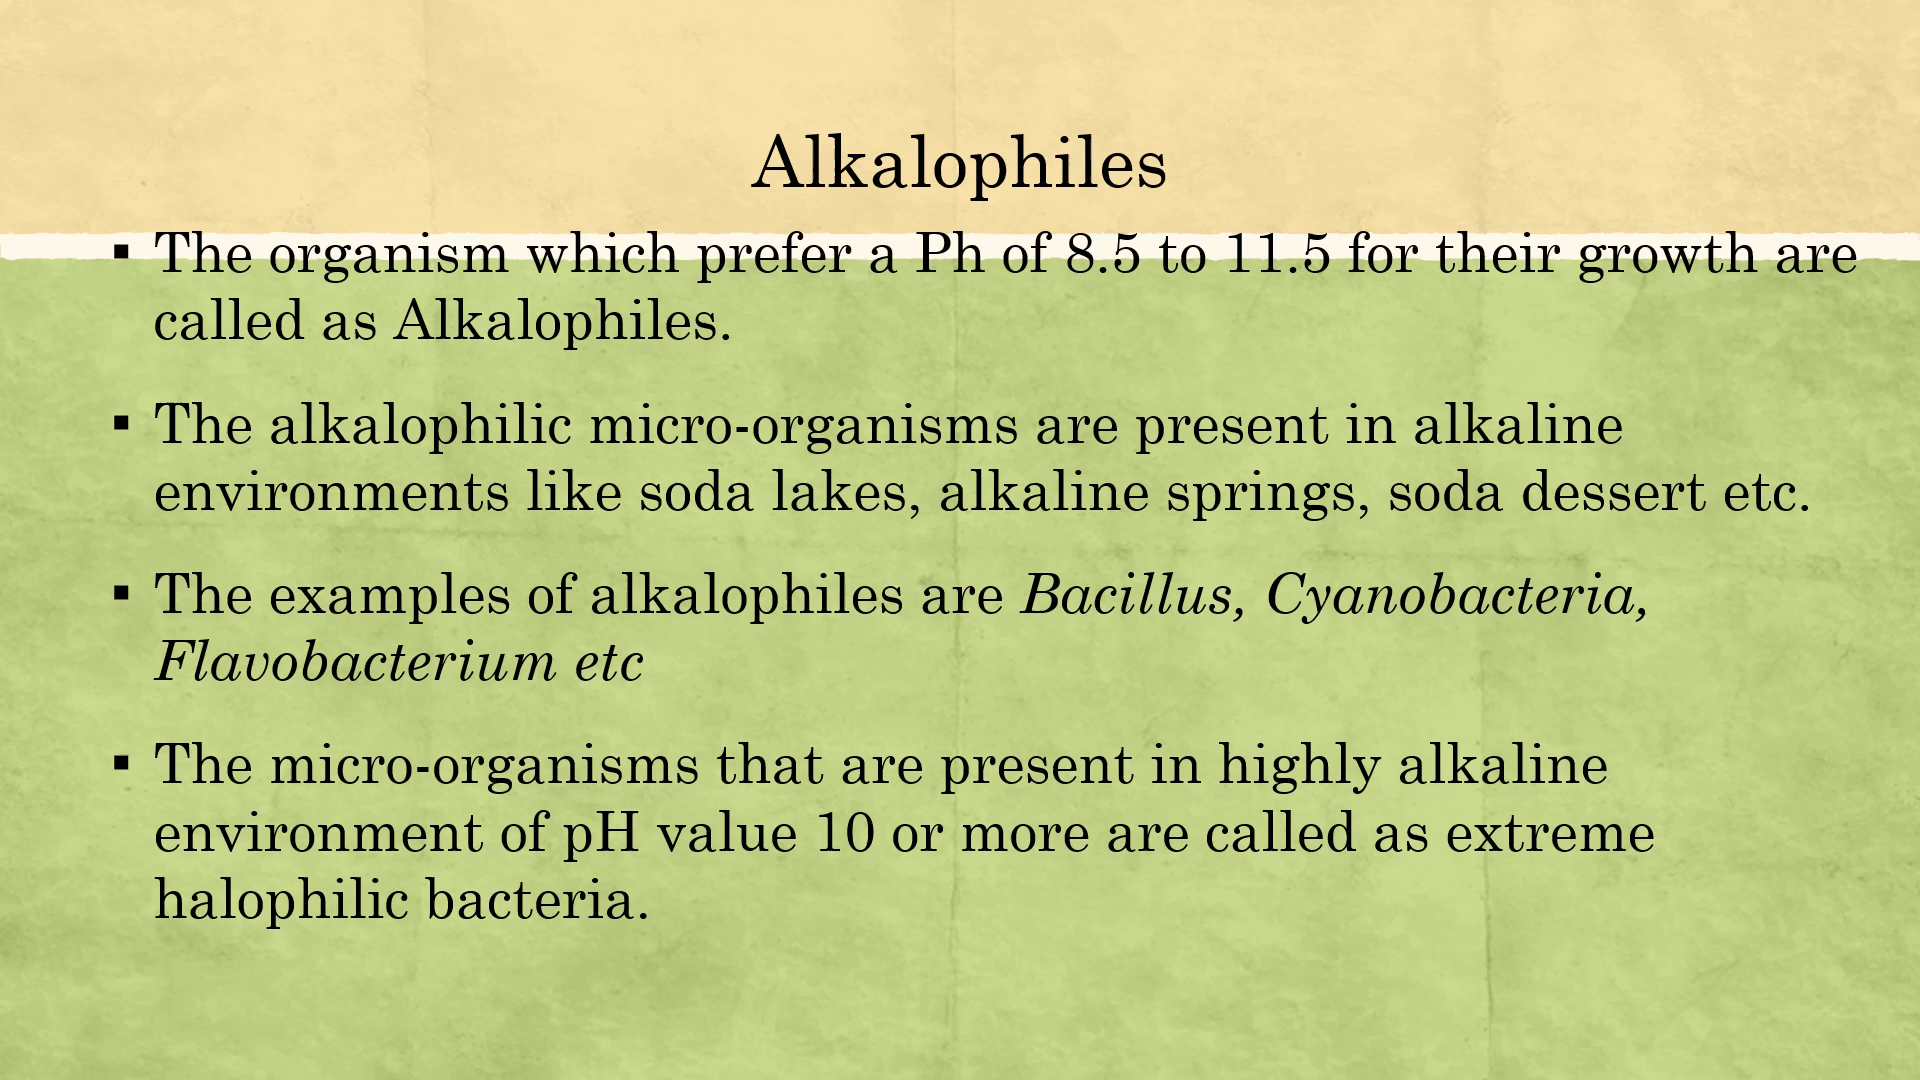 Alkalophiles
▪ The organism which prefer a Ph of 8.5 to 11.5 for their growth are
called as Alkalophiles.
▪ The alkalophilic micro-organisms are present in alkaline
environments like soda lakes, alkaline springs, soda dessert etc.
▪ The examples of alkalophiles are Bacillus, Cyanobacteria,
Flavobacterium etc
▪ The micro-organisms that are present in highly alkaline
environment of pH value 10 or more are called as extreme
halophilic bacteria.